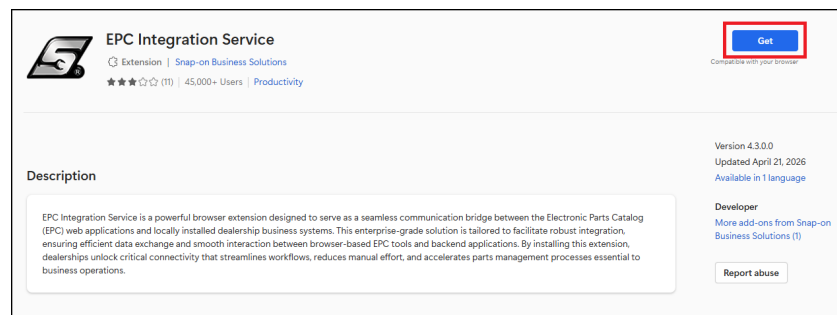 EPC Integration Service
Extension | Snap-on Business Solutions
(11) | 45,000+ Users | Productivity
Get
Compatible with your browser
Description
EPC Integration Service is a powerful browser extension designed to serve as a seamless communication bridge between the Electronic Parts Catalog
(EPC) web applications and locally installed dealership business systems. This enterprise-grade solution is tailored to facilitate robust integration,
ensuring efficient data exchange and smooth interaction between browser-based EPC tools and backend applications. By installing this extension,
dealerships unlock critical connectivity that streamlines workflows, reduces manual effort, and accelerates parts management processes essential to
business operations.
Version 4.3.0.0
Updated April 21, 2026
Available in 1 language
Developer
More add-ons from Snap-on
Business Solutions (1)
Report abuse